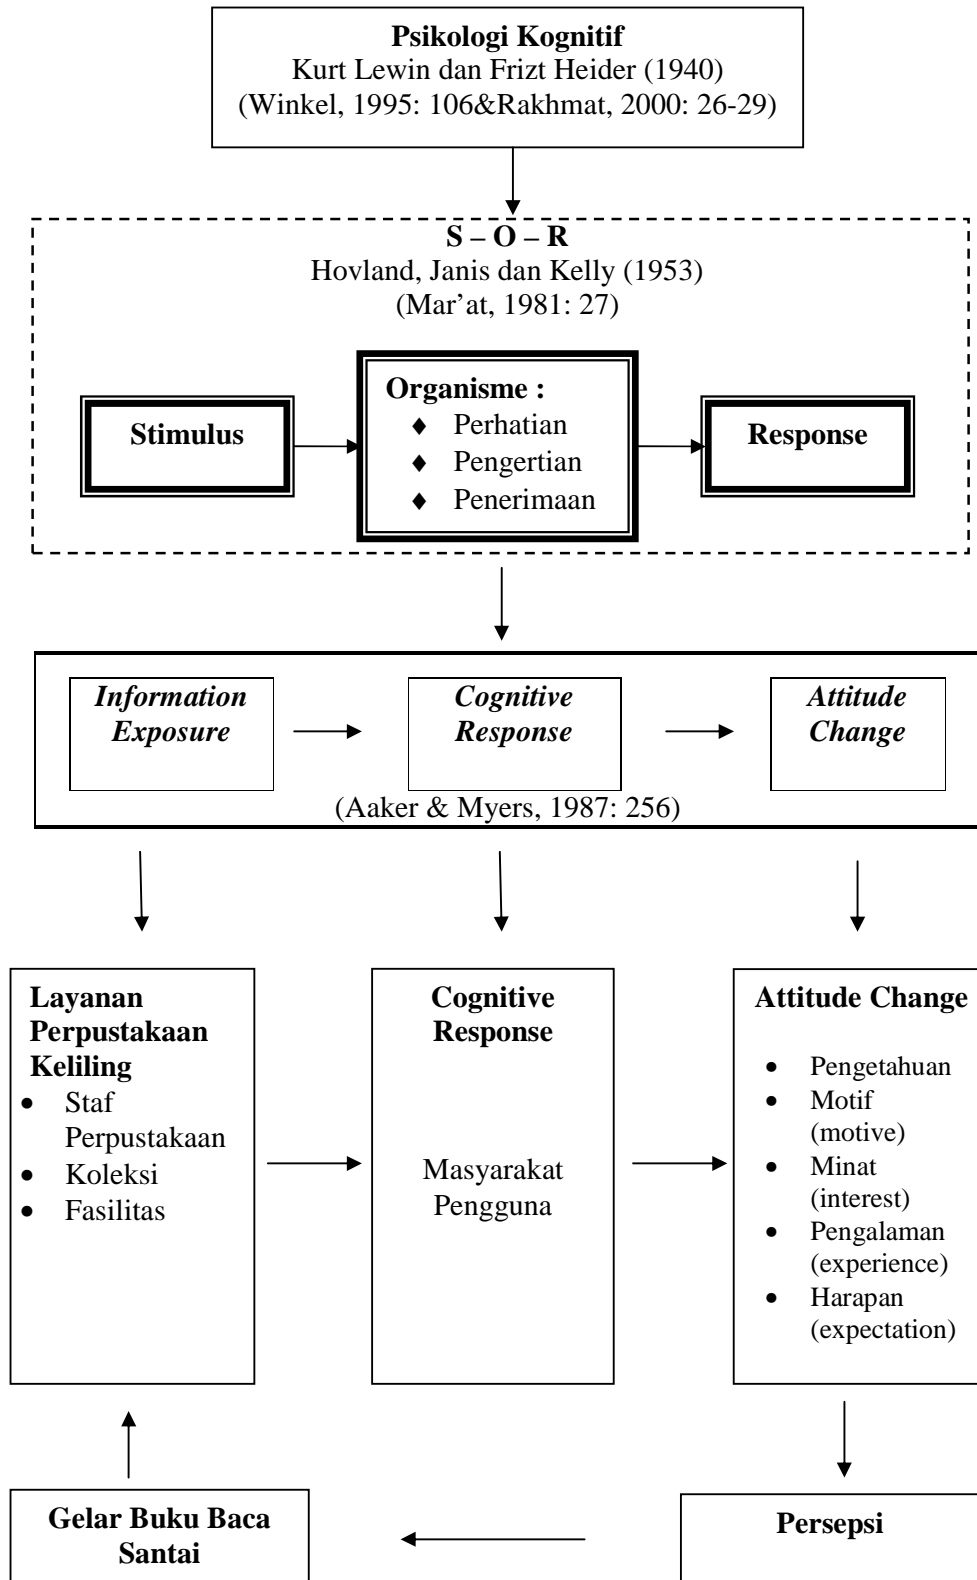 Psikologi Kognitif
Kurt Lewin dan Frizt Heider (1940)
(Winkel, 1995: 106&Rakhmat, 2000: 26-29)
S – O – R
Hovland, Janis dan Kelly (1953)
(Mar’at, 1981: 27)
Stimulus
Organisme :
♦ Perhatian
♦ Pengertian
♦ Penerimaan
Response
Information
Exposure
Cognitive
Response
Attitude
Change
(Aaker & Myers, 1987: 256)
Layanan
Perpustakaan
Keliling
• Staf
Perpustakaan
• Koleksi
• Fasilitas
Cognitive
Response
Masyarakat
Pengguna
Attitude Change
• Pengetahuan
• Motif
(motive)
• Minat
(interest)
• Pengalaman
(experience)
• Harapan
(expectation)
Gelar Buku Baca
Santai
Persepsi